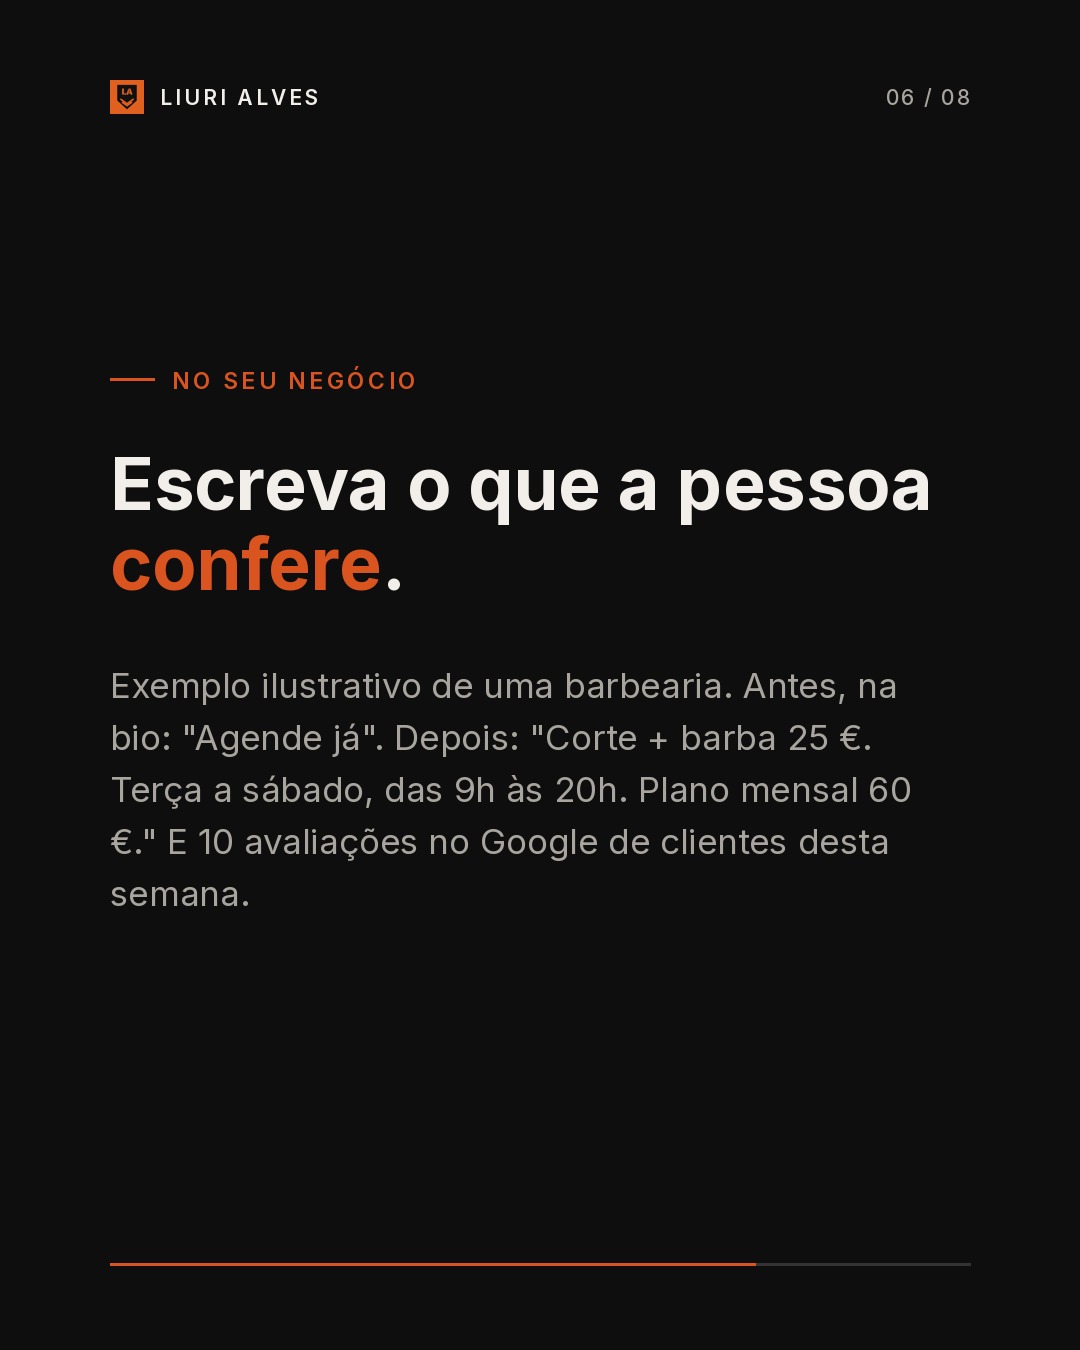 LA
LIURI ALVES
06 / 08
NO SEU NEGÓCIO
Escreva o que a pessoa
confere.
Exemplo ilustrativo de uma barbearia. Antes, na
bio: "Agende já". Depois: "Corte + barba 25 €.
Terça a sábado, das 9h às 20h. Plano mensal 60
€." E 10 avaliações no Google de clientes desta
semana.